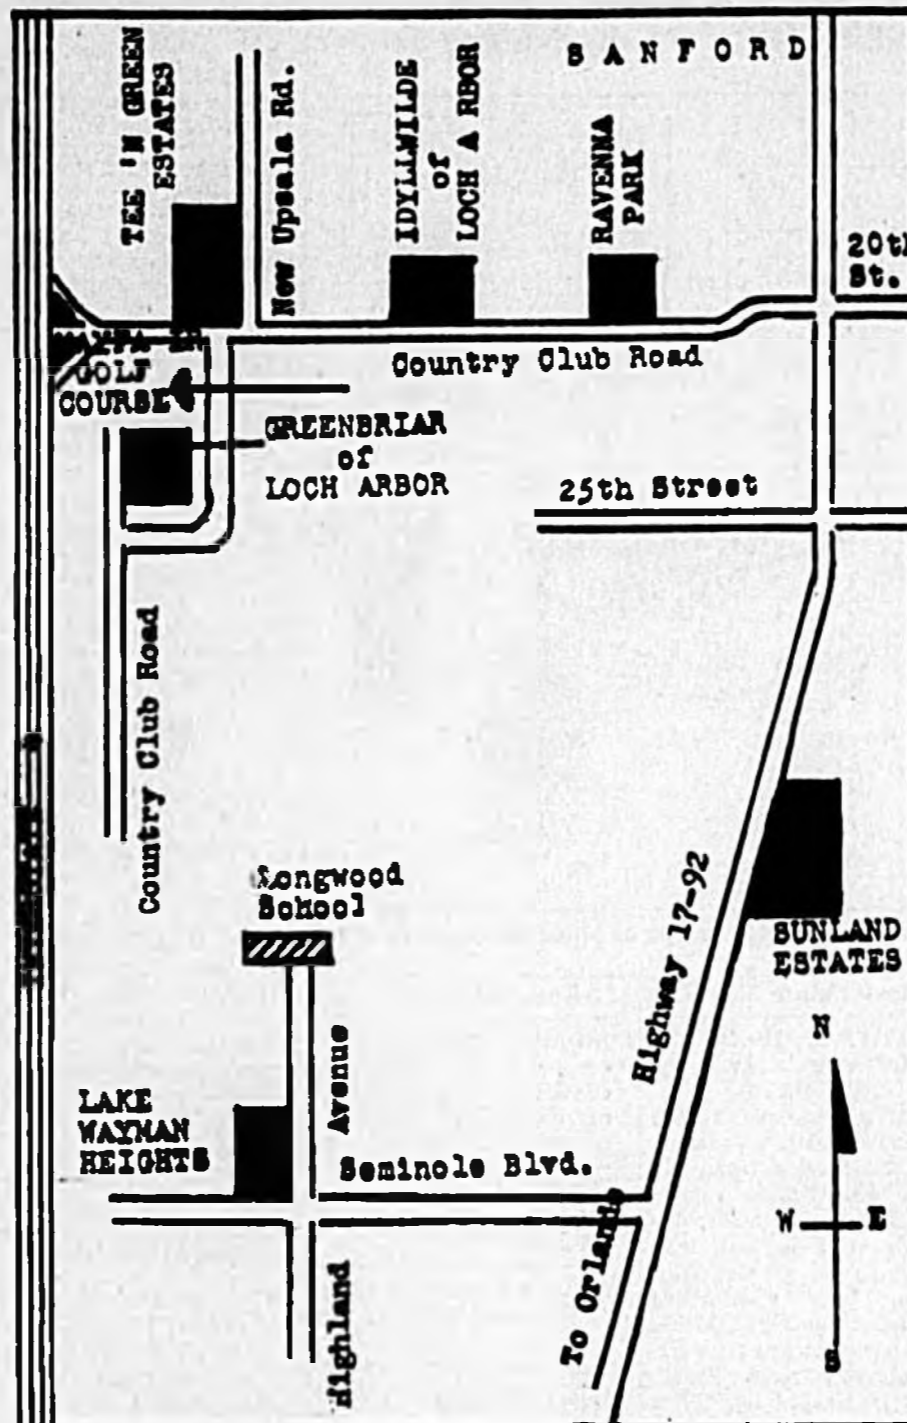 SANFORD
TEE 'N GREEN
ESTATES
New Upsala Rd.
IDYLLWILDE
of
LOCH ARBOR
RAVENNA
PARK
20th
St.
GOLF
COURSE
Country Club Road
GREENBRIAR
of
LOCH ARBOR
25th Street
Country Club Road
Longwood
School
Highway 17-92
SUNLAND
ESTATES
LAKE
WAYMAN
HEIGHTS
Avenue
Seminole Blvd.
Highland
To Orlando
N
W E
S